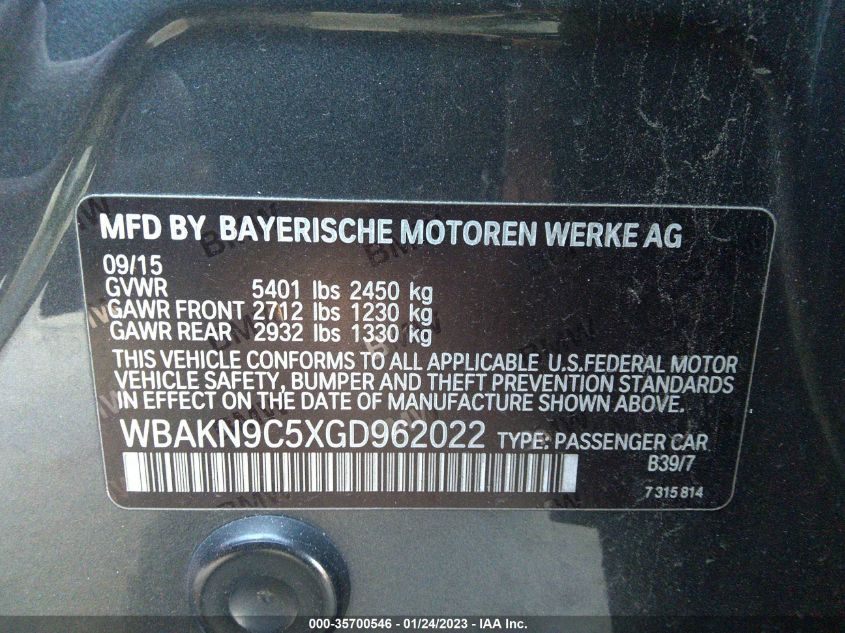 MFD BY BAYERISCHE MOTOREN WERKE AG
09/15
GVWR 5401 lbs 2450 kg
GAWR FRONT 2712 lbs 1230 kg
GAWR REAR 2932 lbs 1330 kg
THIS VEHICLE CONFORMS TO ALL APPLICABLE U.S.FEDERAL MOTOR
VEHICLE SAFETY, BUMPER AND THEFT PREVENTION STANDARDS
IN EFFECT ON THE DATE OF MANUFACTURE SHOWN ABOVE.
WBAKN9C5XGD962022 TYPE: PASSENGER CAR
B39/7
7 315 814
000-35700546 - 01/24/2023 - IAA Inc.